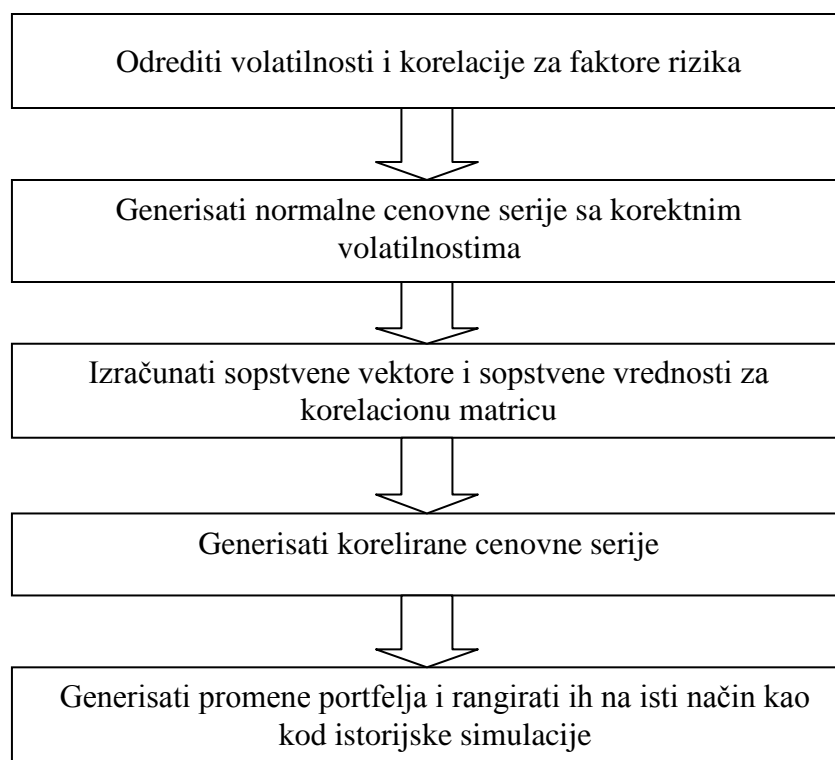 Odrediti volatilnosti i korelacije za faktore rizika
Generisati normalne cenovne serije sa korektnim
volatilnostima
Izračunati sopstvene vektore i sopstvene vrednosti za
korelacionu matricu
Generisati korelirane cenovne serije
Generisati promene portfelja i rangirati ih na isti način kao
kod istorijske simulacije